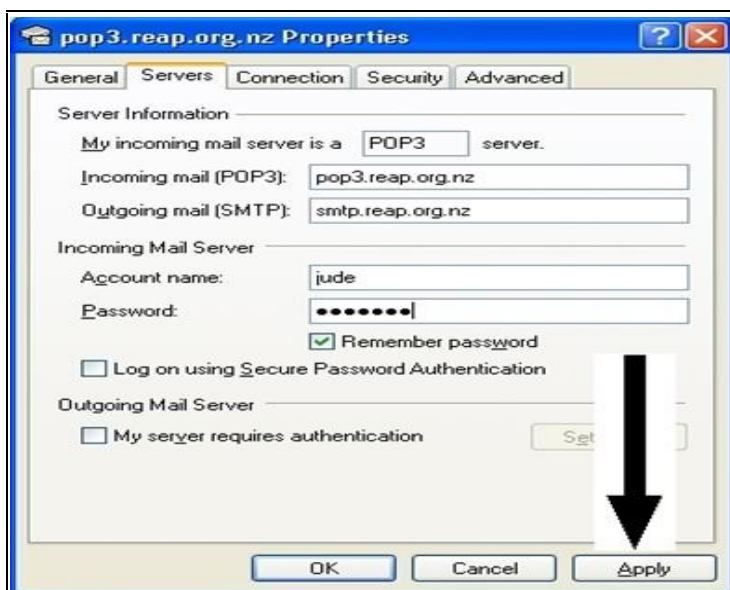 pop3.reap.org.nz Properties
General Servers Connection Security Advanced
Server Information
My incoming mail server is a POP3 server.
Incoming mail (POP3): pop3.reap.org.nz
Outgoing mail (SMTP): smtp.reap.org.nz
Incoming Mail Server
Account name: jude
Password: •••••••
Remember password
Log on using Secure Password Authentication
Outgoing Mail Server
My server requires authentication
OK Cancel Apply